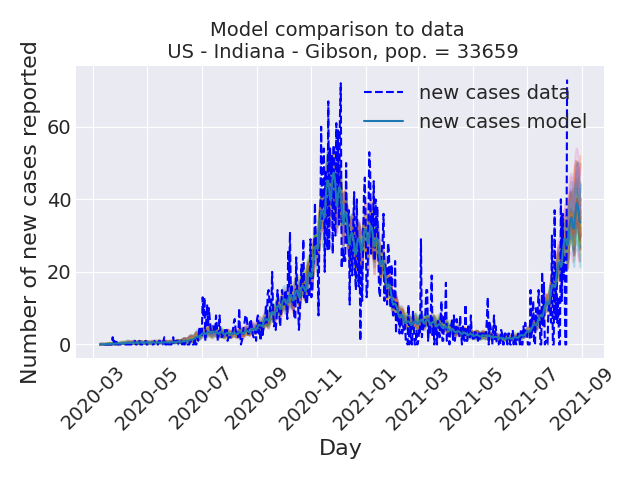 Model comparison to data
US - Indiana - Gibson, pop. = 33659
Number of new cases reported
60
40
20
0
new cases data
new cases model
2020-03
2020-05
2020-07
2020-09
2020-11
2021-01
2021-03
2021-05
2021-07
2021-09
Day